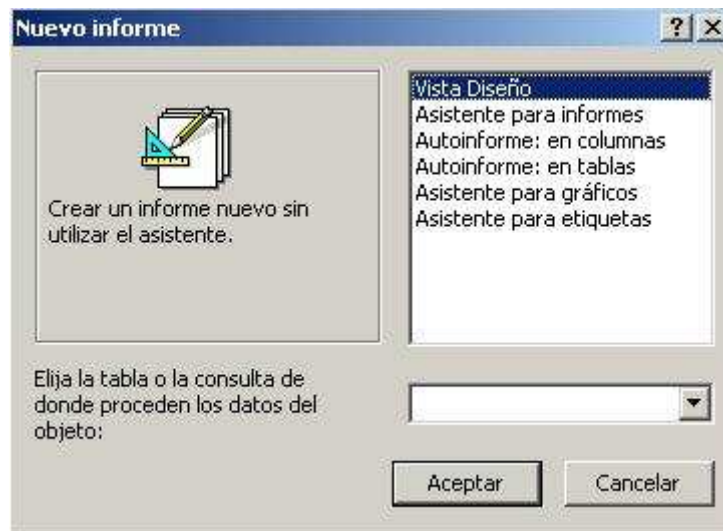 Nuevo informe
Crear un informe nuevo sin
utilizar el asistente.
Vista Diseño
Asistente para informes
Autoinforme: en columnas
Autoinforme: en tablas
Asistente para gráficos
Asistente para etiquetas
Elija la tabla o la consulta de
donde proceden los datos del
objeto:
Aceptar
Cancelar